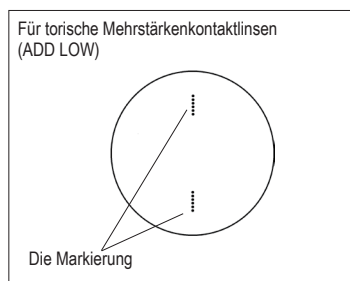 Für torische Mehrstärkenkontaktlinsen
(ADD LOW)
Die Markierung